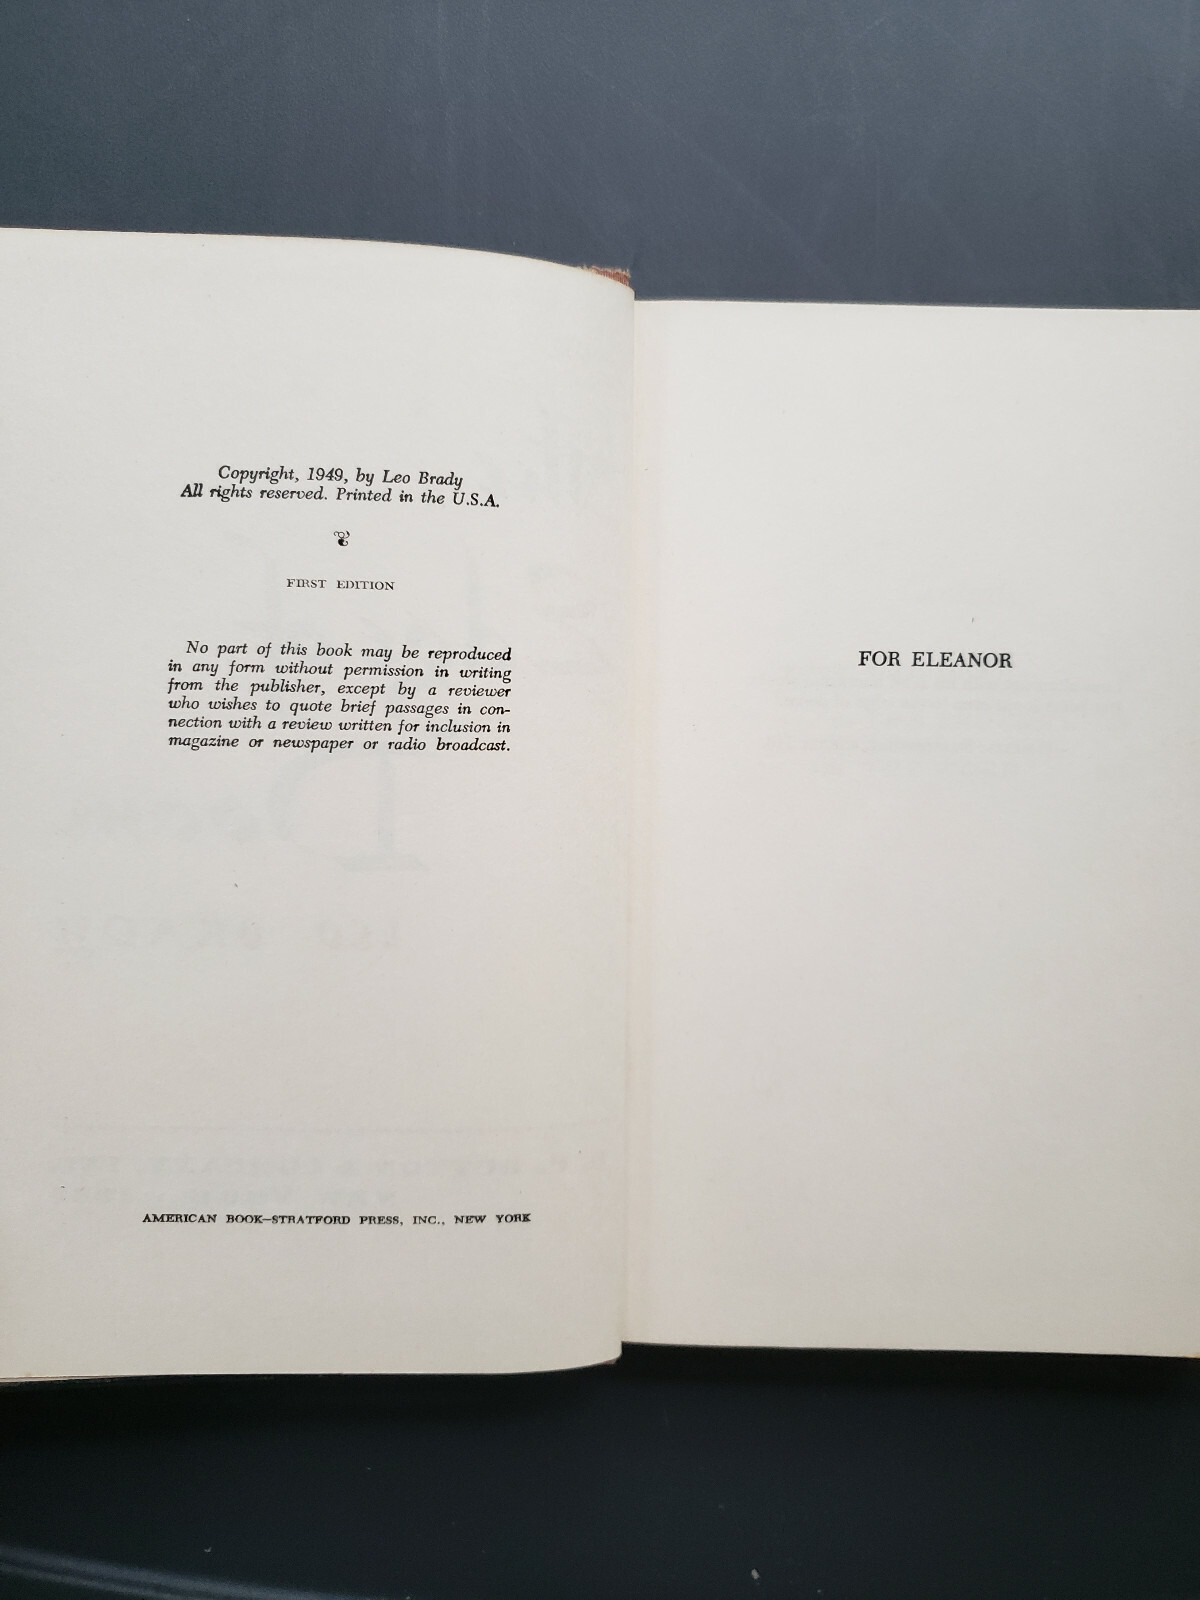 Copyright, 1949, by Leo Brady
All rights reserved. Printed in the U.S.A.
FIRST EDITION
No part of this book may be reproduced
in any form without permission in writing
from the publisher, except by a reviewer
who wishes to quote brief passages in con-
nection with a review written for inclusion in
magazine or newspaper or radio broadcast.
AMERICAN BOOK–STRATFORD PRESS, INC., NEW YORK
FOR ELEANOR